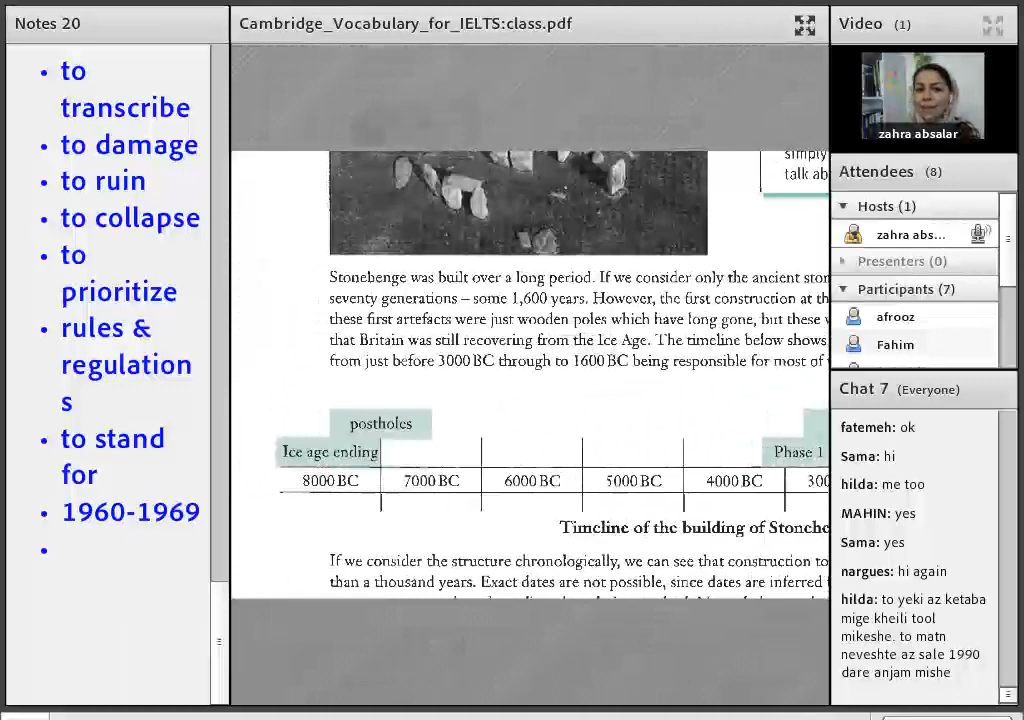 Notes 20
to
transcribe
to damage
to ruin
to collapse
to
prioritize
rules &
regulation
s
to stand
for
1960-1969
Cambridge_Vocabulary_for_IELTS:class.pdf
simply
talk ab
Stonehenge was built over a long period. If we consider only the ancient ston
seventy generations – some 1,600 years. However, the first construction at th
these first artefacts were just wooden poles which have long gone, but these w
that Britain was still recovering from the Ice Age. The timeline below shows
from just before 3000 BC through to 1600 BC being responsible for most of
postholes
Ice age ending
Phase 1
8000 BC 7000 BC 6000 BC 5000 BC 4000 BC 300
Timeline of the building of Stonehe
If we consider the structure chronologically, we can see that construction to
than a thousand years. Exact dates are not possible, since dates are inferred
Video (1)
zahra absalar
Attendees (8)
Hosts (1)
zahra abs...
Presenters (0)
Participants (7)
afrooz
Fahim
Chat 7 (Everyone)
fatemeh: ok
Sama: hi
hilda: me too
MAHIN: yes
Sama: yes
nargues: hi again
hilda: to yeki az ketaba
mige kheili tool
mikeshe. to matn
neveshte az sale 1990
dare anjam mishe